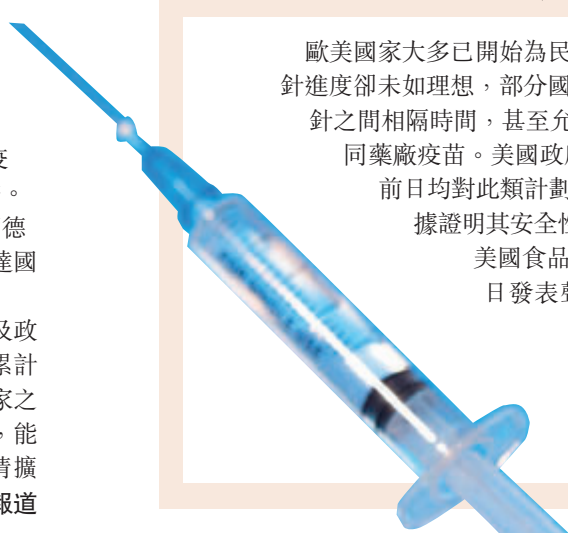 疫
。
德
達國
及政
累計
家之
,能
情擴
報道
歐美國家大多已開始為民
針進度卻未如理想,部分國
針之間相隔時間,甚至允
同藥廠疫苗。美國政
前日均對此類計劃
據證明其安全性
美國食品
日發表